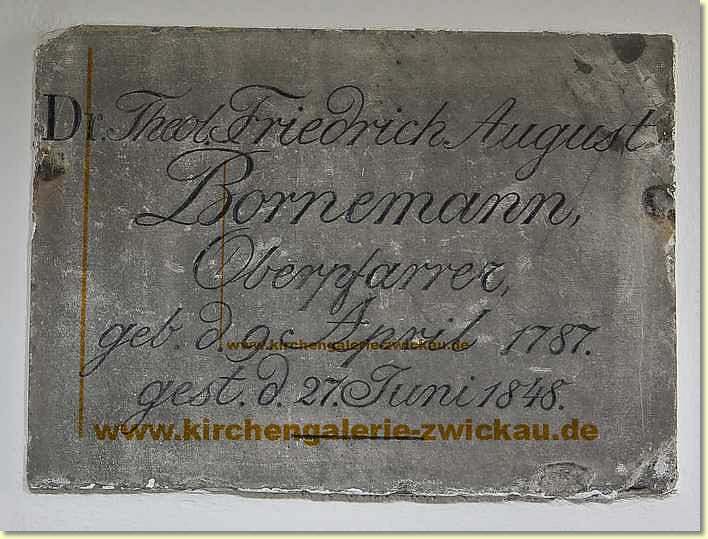 Dr. Theol. Friedrich August
Bornemann,
Oberpfarrer,
geb. d. April 1787.
www.kirchengalerie-zwickau.de
gest. d. 27. Juni 1848.
www.kirchengalerie-zwickau.de